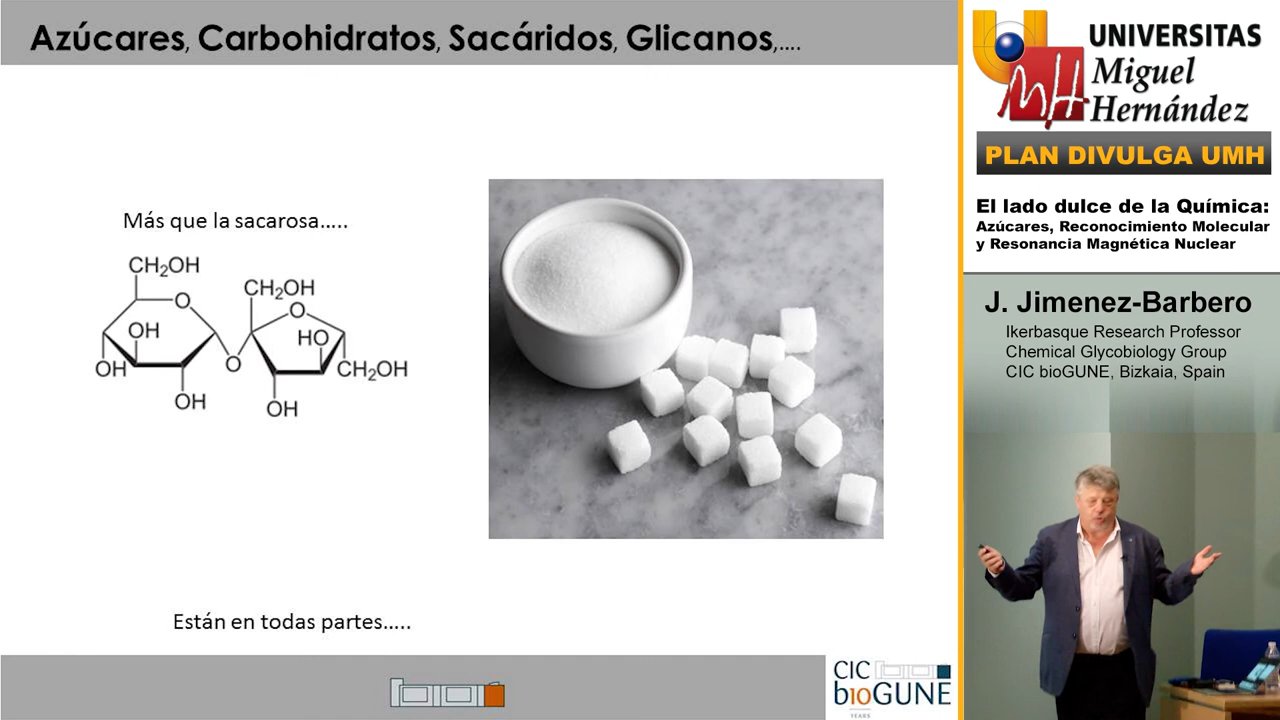 Azúcares, Carbohidratos, Sacáridos, Glicanos,....
Más que la sacarosa.....
CH₂OH
O
OH
OH
OH
O
CH₂OH
O
HO
CH₂OH
OH
Están en todas partes.....
CIC
bioGUNE
YEARS
UNIVERSITAS
Miguel
Hernández
PLAN DIVULGA UMH
El lado dulce de la Química:
Azúcares, Reconocimiento Molecular
y Resonancia Magnética Nuclear
J. Jimenez-Barbero
Ikerbasque Research Professor
Chemical Glycobiology Group
CIC bioGUNE, Bizkaia, Spain